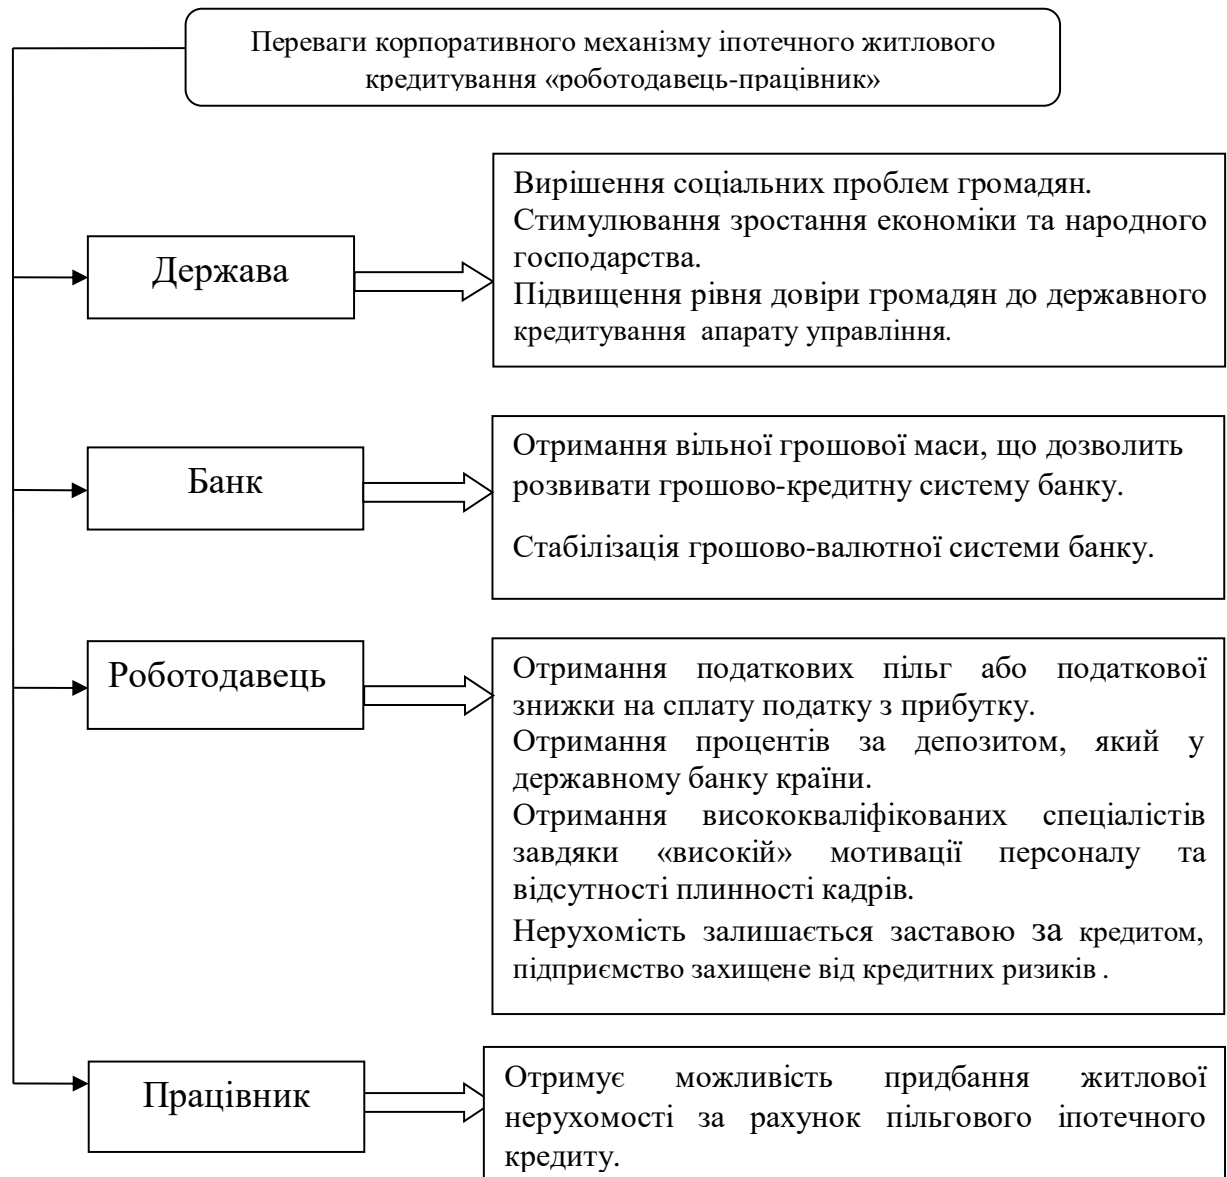 Переваги корпоративного механізму іпотечного житлового
кредитування «роботодавець-працівник»
Держава
Вирішення соціальних проблем громадян.
Стимулювання зростання економіки та народного
господарства.
Підвищення рівня довіри громадян до державного
кредитування апарату управління.
Банк
Отримання вільної грошової маси, що дозволить
розвивати грошово-кредитну систему банку.
Стабілізація грошово-валютної системи банку.
Роботодавець
Отримання податкових пільг або податкової
знижки на сплату податку з прибутку.
Отримання процентів за депозитом, який у
державному банку країни.
Отримання висококваліфікованих спеціалістів
завдяки «високій» мотивації персоналу та
відсутності плинності кадрів.
Нерухомість залишається заставою за кредитом,
підприємство захищене від кредитних ризиків .
Працівник
Отримує можливість придбання житлової
нерухомості за рахунок пільгового іпотечного
кредиту.